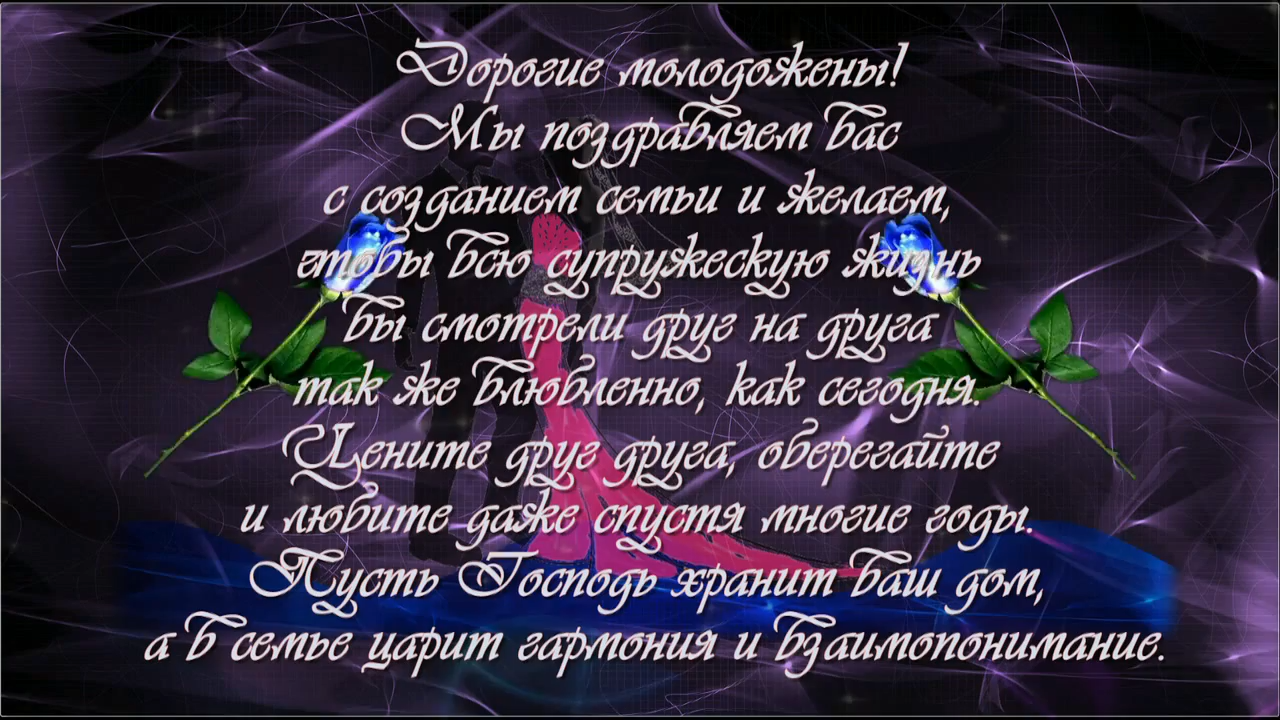 Дорогие молодожены!
Мы поздравляем вас
с созданием семьи и желаем,
чтобы всю супружескую жизнь
вы смотрели друг на друга
так же влюбленно, как сегодня.
Цените друг друга, оберегайте
и любите даже спустя многие годы.
Пусть Господь хранит ваш дом,
а в семье царит гармония и взаимопонимание.